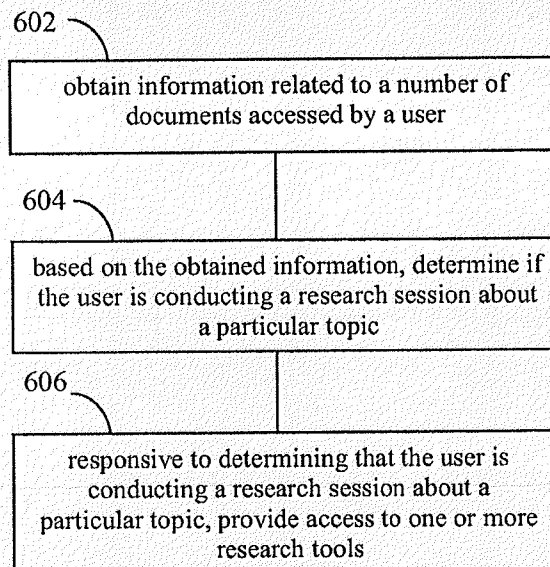 602
obtain information related to a number of
documents accessed by a user
604
based on the obtained information, determine if
the user is conducting a research session about
a particular topic
606
responsive to determining that the user is
conducting a research session about a
particular topic, provide access to one or more
research tools